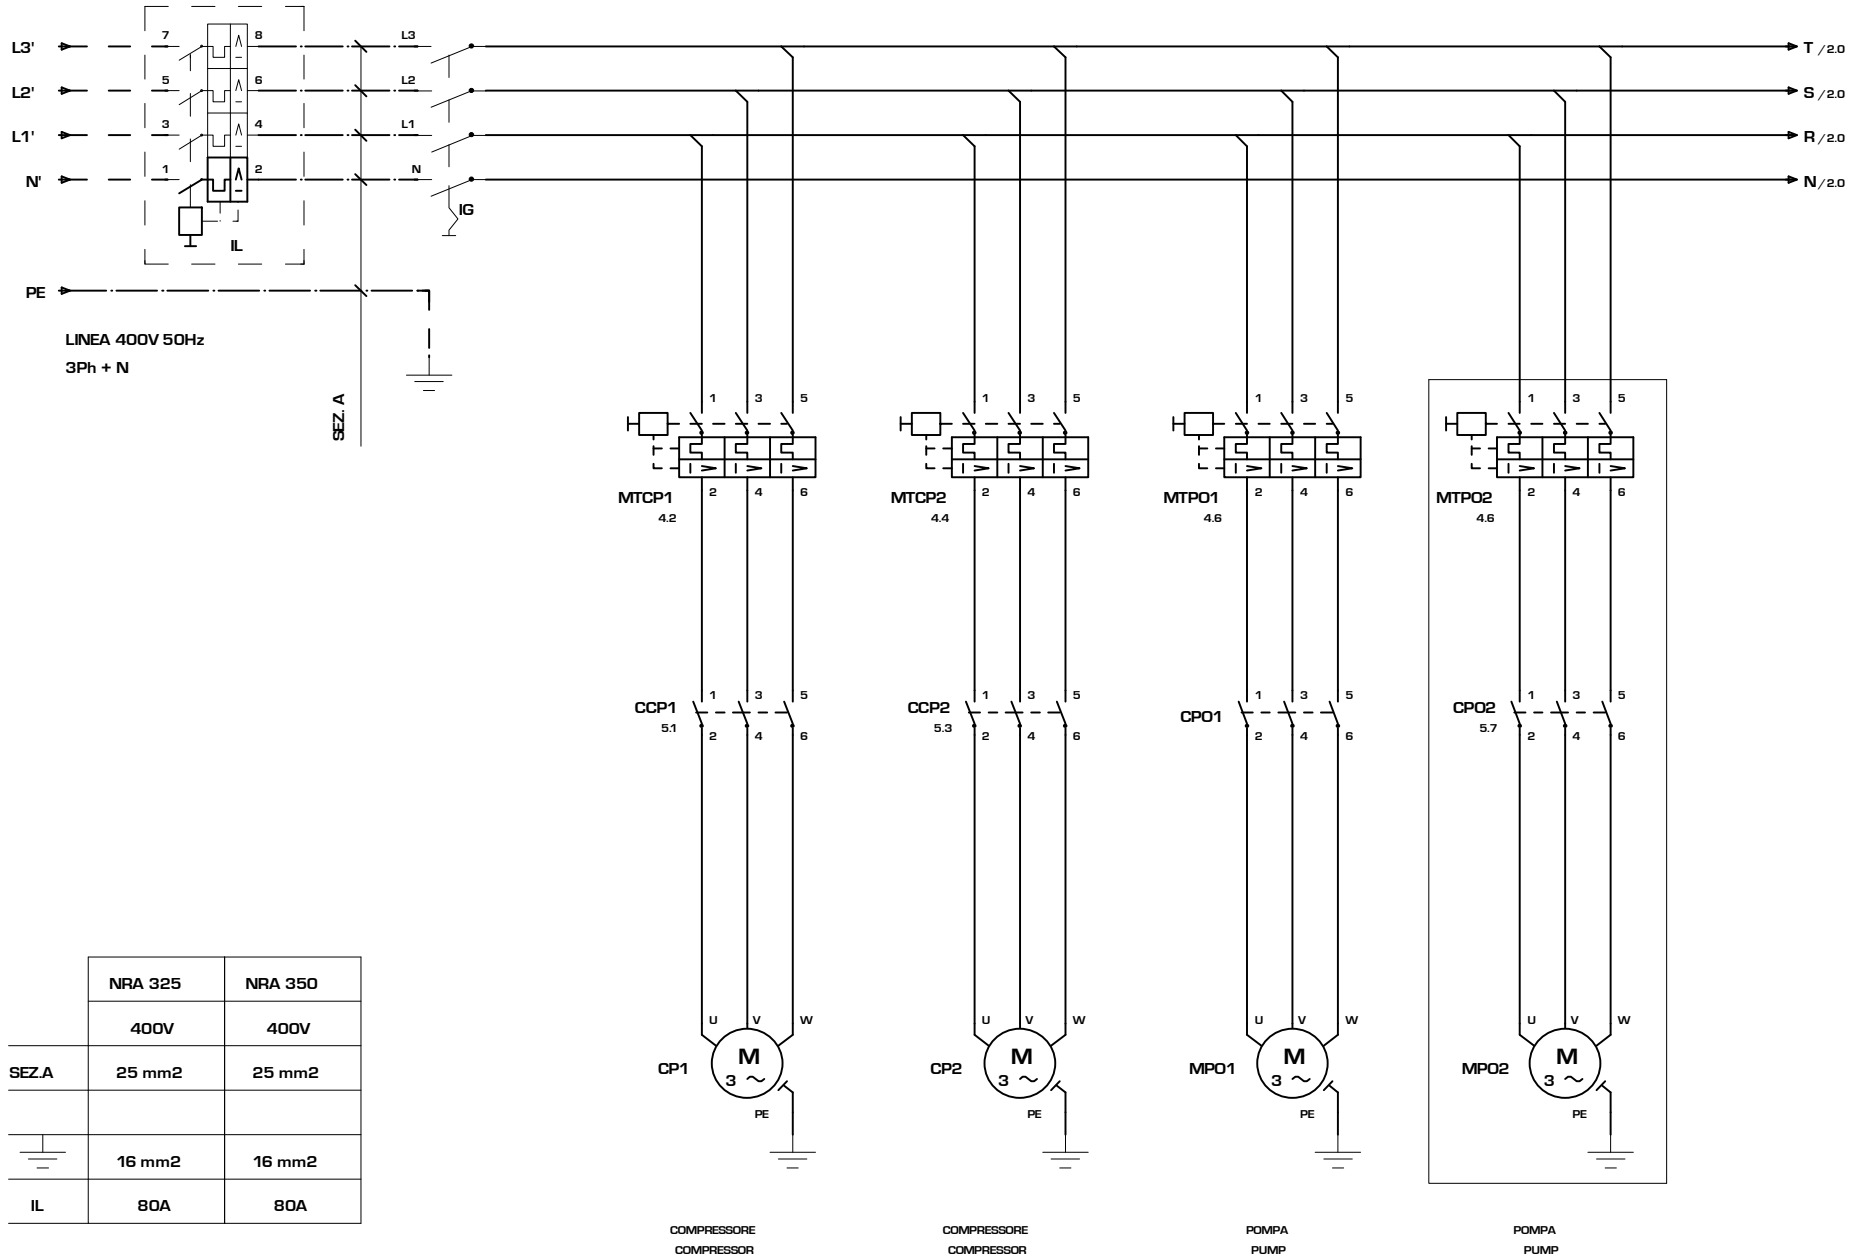 L3' 7 8 L3 T /2.0
L2' 5 6 L2 S /2.0
L1' 3 4 L1 R /2.0
N' 1 2 N N /2.0
IG
IL
PE
LINEA 400V 50Hz
3Ph + N
SEZ. A
1 3 5 1 3 5 1 3 5 1 3 5
2 4 6 2 4 6 2 4 6 2 4 6
MTCP1 MTCP2 MTPO1 MTPO2
4.2 4.4 4.6 4.6
1 3 5 1 3 5 1 3 5 1 3 5
CCP1 CCP2 CPO1 CPO2
5.1 5.3 5.7
2 4 6 2 4 6 2 4 6 2 4 6
NRA 325 NRA 350
400V 400V
SEZ.A 25 mm2 25 mm2
16 mm2 16 mm2
IL 80A 80A
U V W U V W U V W U V W
M M M M
CP1 CP2 MPO1 MPO2
3 ~ 3 ~ 3 ~ 3 ~
PE PE PE PE
COMPRESSORE COMPRESSORE POMPA POMPA
COMPRESSOR COMPRESSOR PUMP PUMP